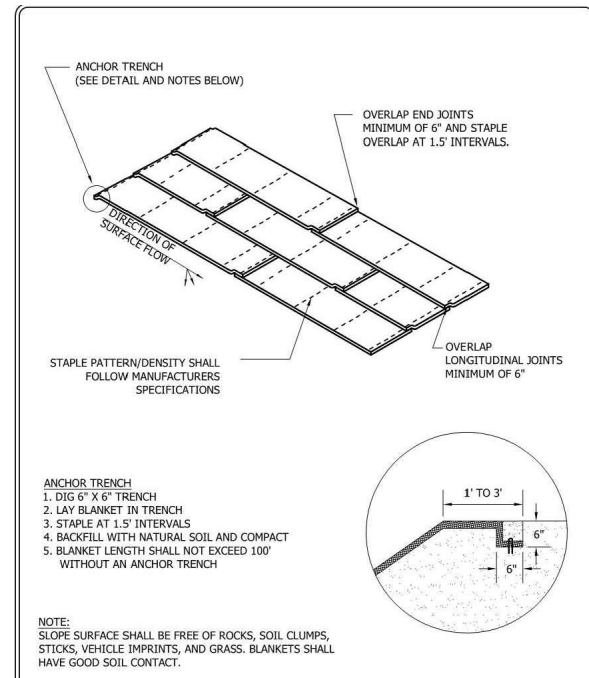 ANCHOR TRENCH
(SEE DETAIL AND NOTES BELOW)
OVERLAP END JOINTS
MINIMUM OF 6" AND STAPLE
OVERLAP AT 1.5' INTERVALS.
DIRECTION OF
SURFACE FLOW
STAPLE PATTERN/DENSITY SHALL
FOLLOW MANUFACTURERS
SPECIFICATIONS
OVERLAP
LONGITUDINAL JOINTS
MINIMUM OF 6"
ANCHOR TRENCH
1. DIG 6" X 6" TRENCH
2. LAY BLANKET IN TRENCH
3. STAPLE AT 1.5' INTERVALS
4. BACKFILL WITH NATURAL SOIL AND COMPACT
5. BLANKET LENGTH SHALL NOT EXCEED 100'
WITHOUT AN ANCHOR TRENCH
1' TO 3'
6"
6"
NOTE:
SLOPE SURFACE SHALL BE FREE OF ROCKS, SOIL CLUMPS,
STICKS, VEHICLE IMPRINTS, AND GRASS. BLANKETS SHALL
HAVE GOOD SOIL CONTACT.